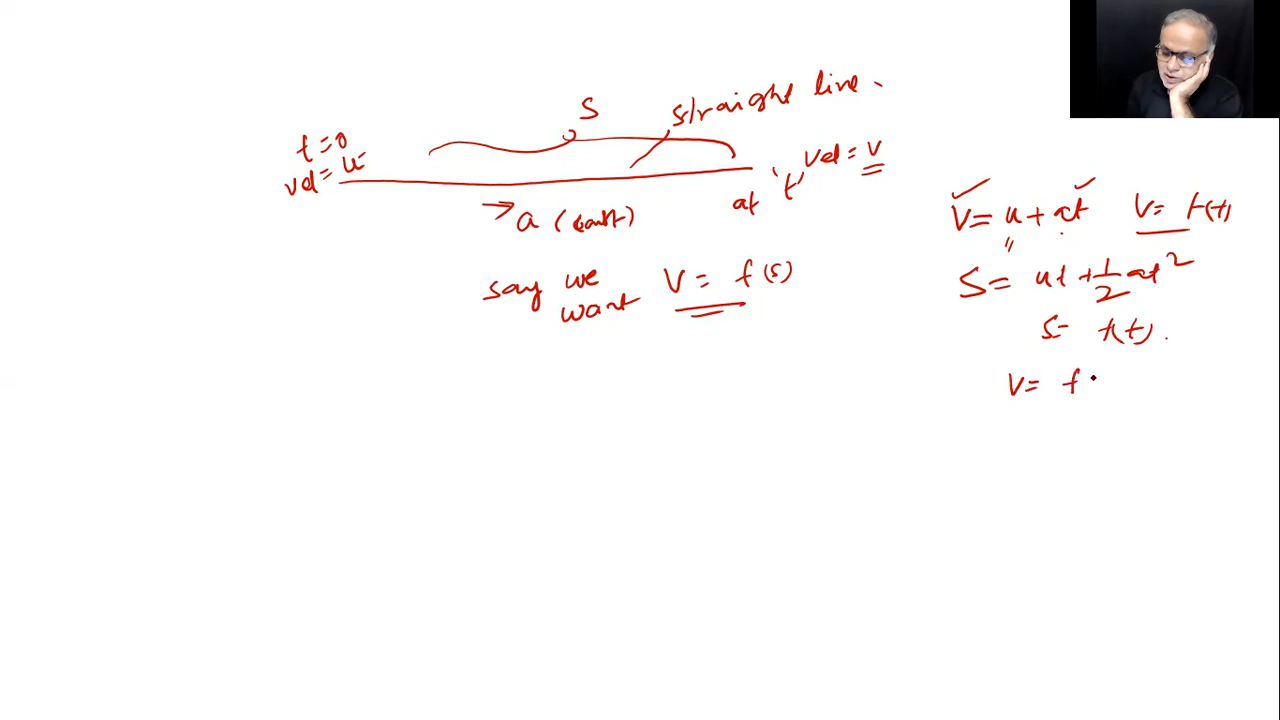 S
straight line.
t=0
vel= u
at 't' vel = v
→ a (const)
say we want V = f(s)
V= u + at V= f(t)
S= ut + 1/2 at²
S= f(t).
V= f